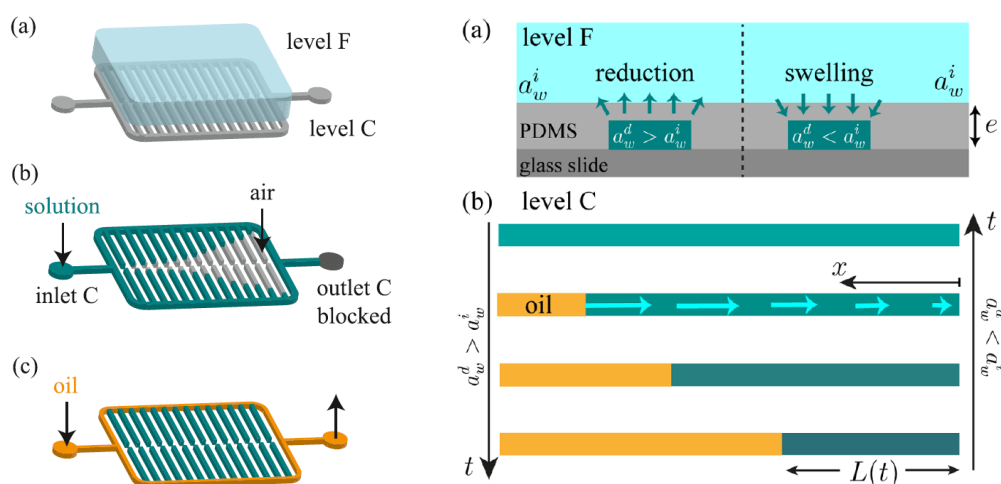 (a)
level F
level C
(b)
solution
air
inlet C
outlet C
blocked
(c)
oil
(a)
level F
a_w^i
reduction
swelling
a_w^i
PDMS
a_w^d > a_w^i
a_w^d < a_w^i
e
glass slide
(b)
level C
t
x
oil
a_w^d > a_w^i
a_w^d < a_w^i
t
L(t)